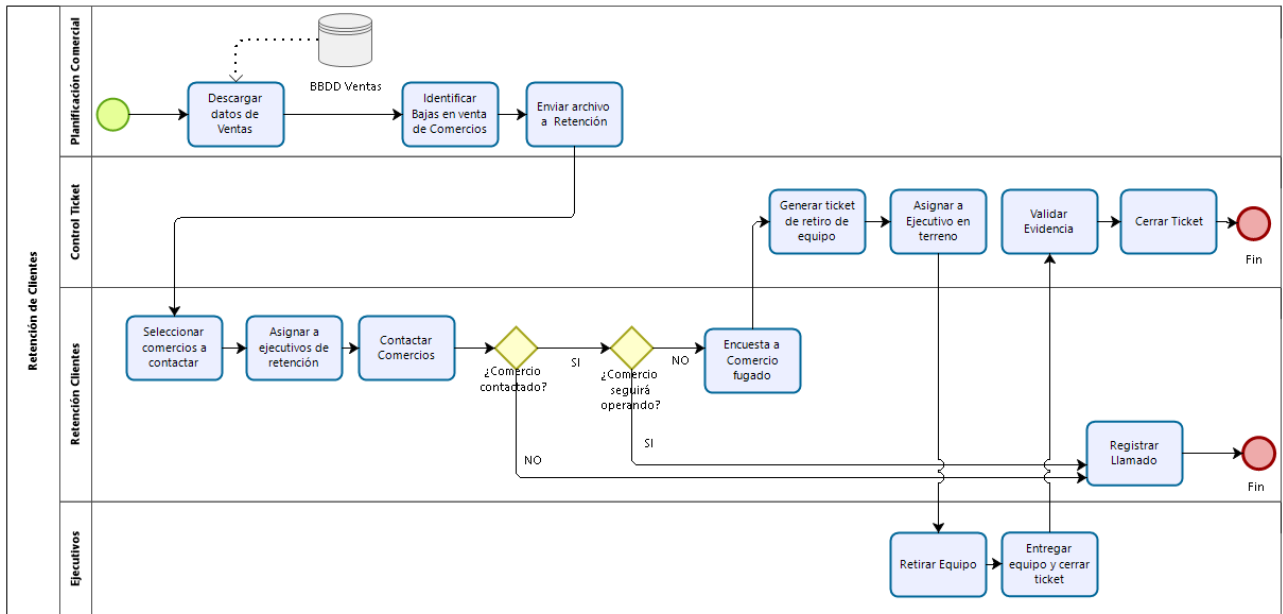 Retención de Clientes
Planificación Comercial
BBDD Ventas
Descargar
datos de
Ventas
Identificar
Bajas en venta
de Comercios
Enviar archivo
a Retención
Control Ticket
Generar ticket
de retiro de
equipo
Asignar a
Ejecutivo en
terreno
Validar
Evidencia
Cerrar Ticket
Fin
Retención Clientes
Seleccionar
comercios a
contactar
Asignar a
ejecutivos de
retención
Contactar
Comercios
¿Comercio
contactado?
SI
NO
¿Comercio
seguirá
operando?
NO
SI
Encuesta a
Comercio
fugado
Registrar
Llamado
Fin
Ejecutivos
Retirar Equipo
Entregar
equipo y cerrar
ticket